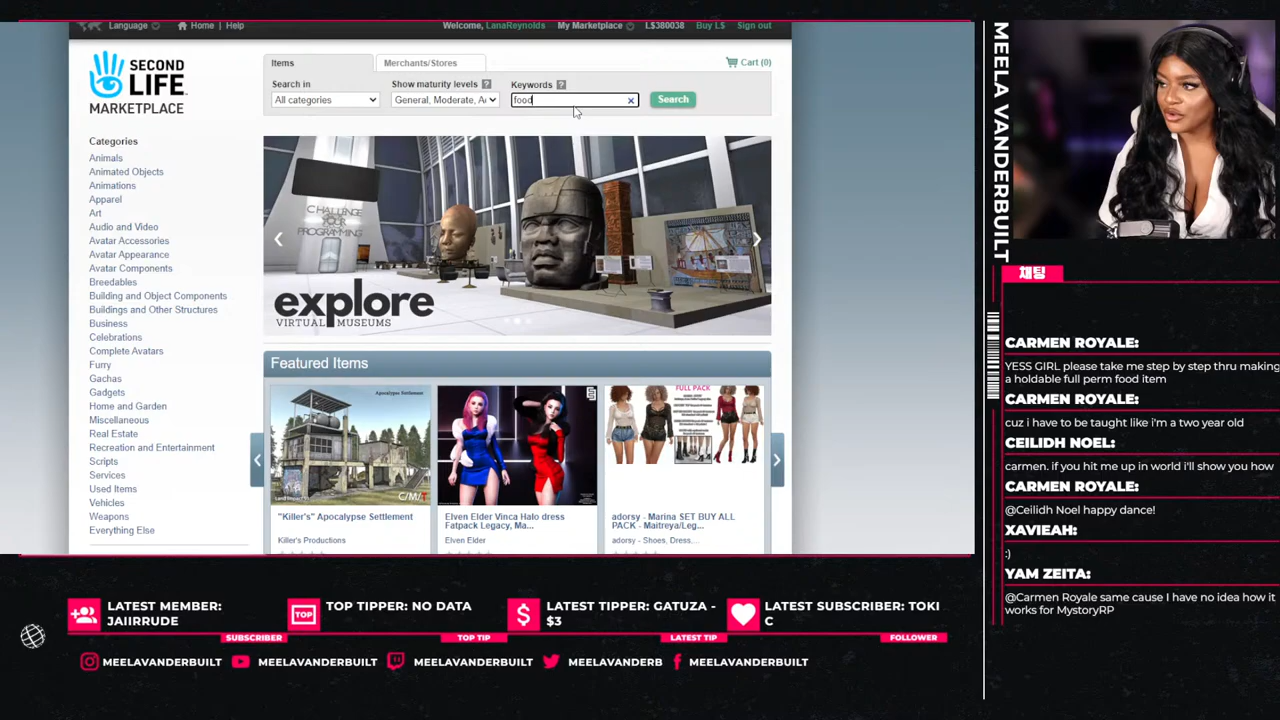 Language
Home | Help
Welcome, LanaReynolds
My Marketplace
L$380038
Buy L$
Sign out
SECOND
LIFE
MARKETPLACE
Items
Merchants/Stores
Cart (0)
Search in
Show maturity levels ?
Keywords ?
All categories
General, Moderate, A
food
Search
Categories
Animals
Animated Objects
Animations
Apparel
Art
Audio and Video
Avatar Accessories
Avatar Appearance
Avatar Components
Breedables
Building and Object Components
Buildings and Other Structures
Business
Celebrations
Complete Avatars
Furry
Gachas
Gadgets
Home and Garden
Miscellaneous
Real Estate
Recreation and Entertainment
Scripts
Services
Used Items
Vehicles
Weapons
Everything Else
CHALLENGE
YOUR
PROGRAMMING
explore
VIRTUAL MUSEUMS
Featured Items
Apocalypse Settlement
C/M/T
FULL PACK
"Killer's" Apocalypse Settlement
Killer's Productions
Elven Elder Vinca Halo dress
Fatpack Legacy, Ma...
Elven Elder
adorsy - Marina SET BUY ALL
PACK - Maitreya/Leg...
adorsy - Shoes, Dress,...
MEELA VANDERBUILT
채팅
CARMEN ROYALE:
YESS GIRL please take me step by step thru making
a holdable full perm food item
CARMEN ROYALE:
cuz i have to be taught like i'm a two year old
CEILIDH NOEL:
carmen. if you hit me up in world i'll show you how
CARMEN ROYALE:
@Ceilidh Noel happy dance!
XAVIEAH:
:)
YAM ZEITA:
@Carmen Royale same cause I have no idea how it
works for MystoryRP
LATEST MEMBER:
JAIIRRUDE
SUBSCRIBER
TOP
TOP TIPPER: NO DATA
TOP TIP
$
LATEST TIPPER: GATUZA -
$3
LATEST TIP
LATEST SUBSCRIBER: TOKI
C
FOLLOWER
MEELAVANDERBUILT
MEELAVANDERBUILT
MEELAVANDERBUILT
MEELAVANDERB
MEELAVANDERBUILT